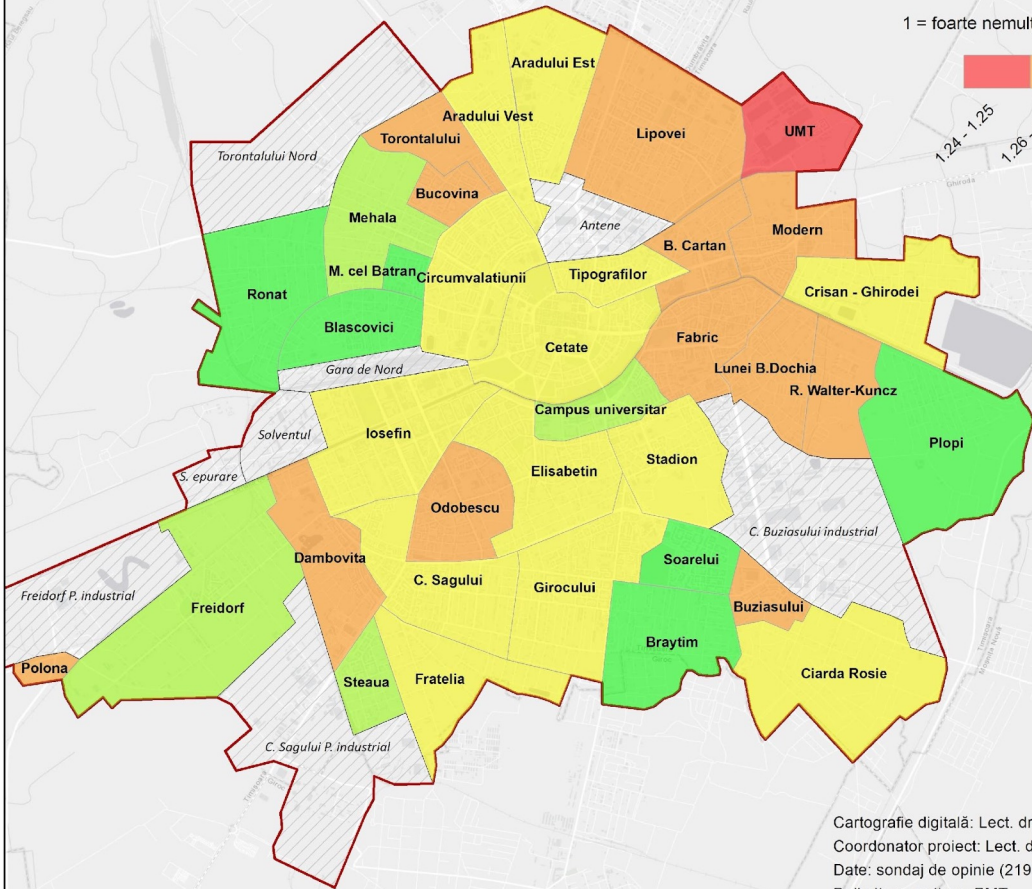 1 = foarte nemult
1.24 - 1.25
1.26 -
Aradului Est
Aradului Vest
Lipovei
UMT
Torontalului
Torontalului Nord
Bucovina
Mehala
Antene
Modern
B. Cartan
M. cel Batran
Circumvalatiunii
Tipografilor
Crisan - Ghirodei
Ghiroda
Ronat
Blascovici
Cetate
Fabric
Gara de Nord
Lunei B.Dochia
R. Walter-Kuncz
Campus universitar
Solventul
Iosefin
Stadion
Plopi
S. epurare
Elisabetin
Odobescu
C. Buziasului industrial
Dambovita
Soarelui
C. Sagului
Girocului
Freidorf P. industrial
Freidorf
Buziasului
Braytim
Polona
Steaua
Fratelia
Ciarda Rosie
C. Sagului P. industrial
Cartografie digitală: Lect. dr
Coordonator proiect: Lect. d
Date: sondaj de opinie (219